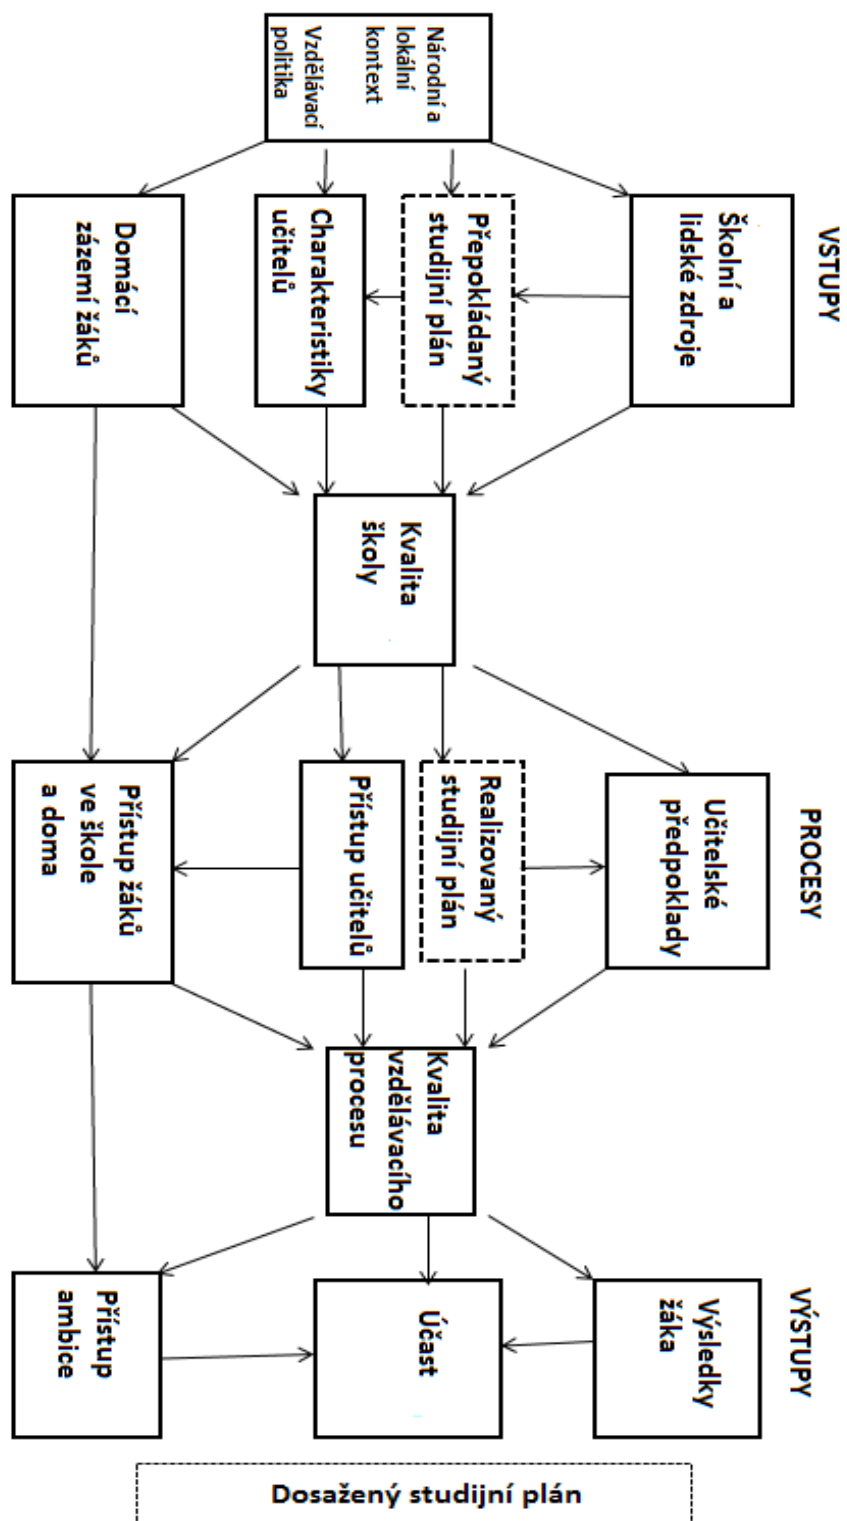 VSTUPY
PROCESY
VÝSTUPY
Národní a
lokální
kontext
Vzdělávací
politika
Školní a
lidské zdroje
Přepokládaný
studijní plán
Charakteristiky
učitelů
Domácí
zázemí žáků
Kvalita
školy
Učitelské
předpoklady
Realizovaný
studijní plán
Přístup učitelů
Přístup žáků
ve škole
a doma
Kvalita
vzdělávacího
procesu
Výsledky
žáka
Účast
Přístup
ambice
Dosažený studijní plán